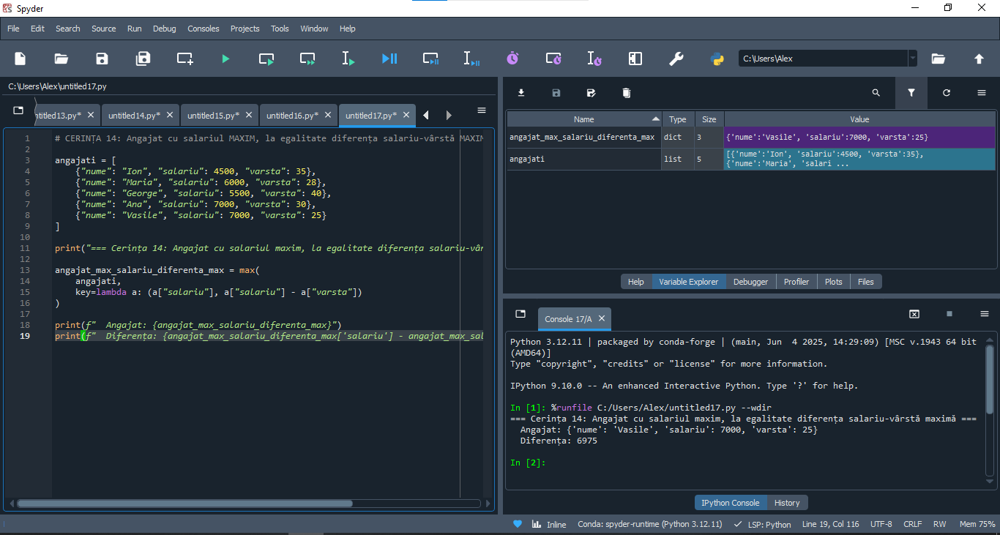 Spyder
File Edit Search Source Run Debug Consoles Projects Tools Window Help
C:\Users\Alex
C:\Users\Alex\untitled17.py
ntitled13.py* untitled14.py* untitled15.py* untitled16.py* untitled17.py*
1 # CERINȚA 14: Angajat cu salariul MAXIM, la egalitate diferența salariu-vârstă MAXIM
2
3 angajati = [
4 {"nume": "Ion", "salariu": 4500, "varsta": 35},
5 {"nume": "Maria", "salariu": 6000, "varsta": 28},
6 {"nume": "George", "salariu": 5500, "varsta": 40},
7 {"nume": "Ana", "salariu": 7000, "varsta": 30},
8 {"nume": "Vasile", "salariu": 7000, "varsta": 25}
9 ]
10
11 print("=== Cerința 14: Angajat cu salariul maxim, la egalitate diferența salariu-vâr
12
13 angajat_max_salariu_diferenta_max = max(
14 angajati,
15 key=lambda a: (a["salariu"], a["salariu"] - a["varsta"])
16 )
17
18 print(f"  Angajat: {angajat_max_salariu_diferenta_max}")
19 print(f"  Diferența: {angajat_max_salariu_diferenta_max['salariu'] - angajat_max_sal
Name Type Size Value
angajat_max_salariu_diferenta_max dict 3 {'nume':'Vasile', 'salariu':7000, 'varsta':25}
angajati list 5 [{'nume':'Ion', 'salariu':4500, 'varsta':35},
{'nume':'Maria', 'salari ...
Help Variable Explorer Debugger Profiler Plots Files
Console 17/A
Python 3.12.11 | packaged by conda-forge | (main, Jun  4 2025, 14:29:09) [MSC v.1943 64 bit
(AMD64)]
Type "copyright", "credits" or "license" for more information.
IPython 9.10.0 -- An enhanced Interactive Python. Type '?' for help.
In [1]: %runfile C:/Users/Alex/untitled17.py --wdir
=== Cerința 14: Angajat cu salariul maxim, la egalitate diferența salariu-vârstă maximă ===
Angajat: {'nume': 'Vasile', 'salariu': 7000, 'varsta': 25}
Diferența: 6975
In [2]:
IPython Console History
Inline Conda: spyder-runtime (Python 3.12.11) LSP: Python Line 19, Col 116 UTF-8 CRLF RW Mem 75%